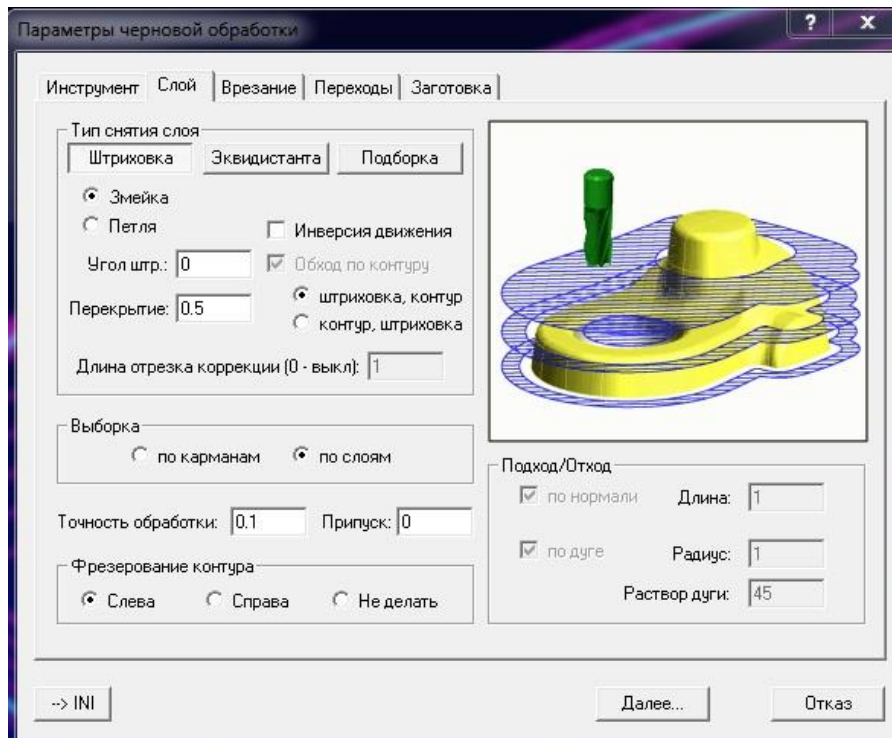 Параметры черновой обработки
? X
Инструмент Слой Врезание Переходы Заготовка
Тип снятия слоя
Штриховка Эквидистанта Подборка
Змейка
Петля
Инверсия движения
Угол штр.: 0
Обход по контуру
штриховка, контур
Перекрытие: 0.5
контур, штриховка
Длина отрезка коррекции (0 - выкл): 1
Выборка
по карманам по слоям
Точность обработки: 0.1 Припуск: 0
Фрезерование контура
Слева Справа Не делать
Подход/Отход
по нормали Длина: 1
по дуге Радиус: 1
Раствор дуги: 45
--> INI Далее... Отказ